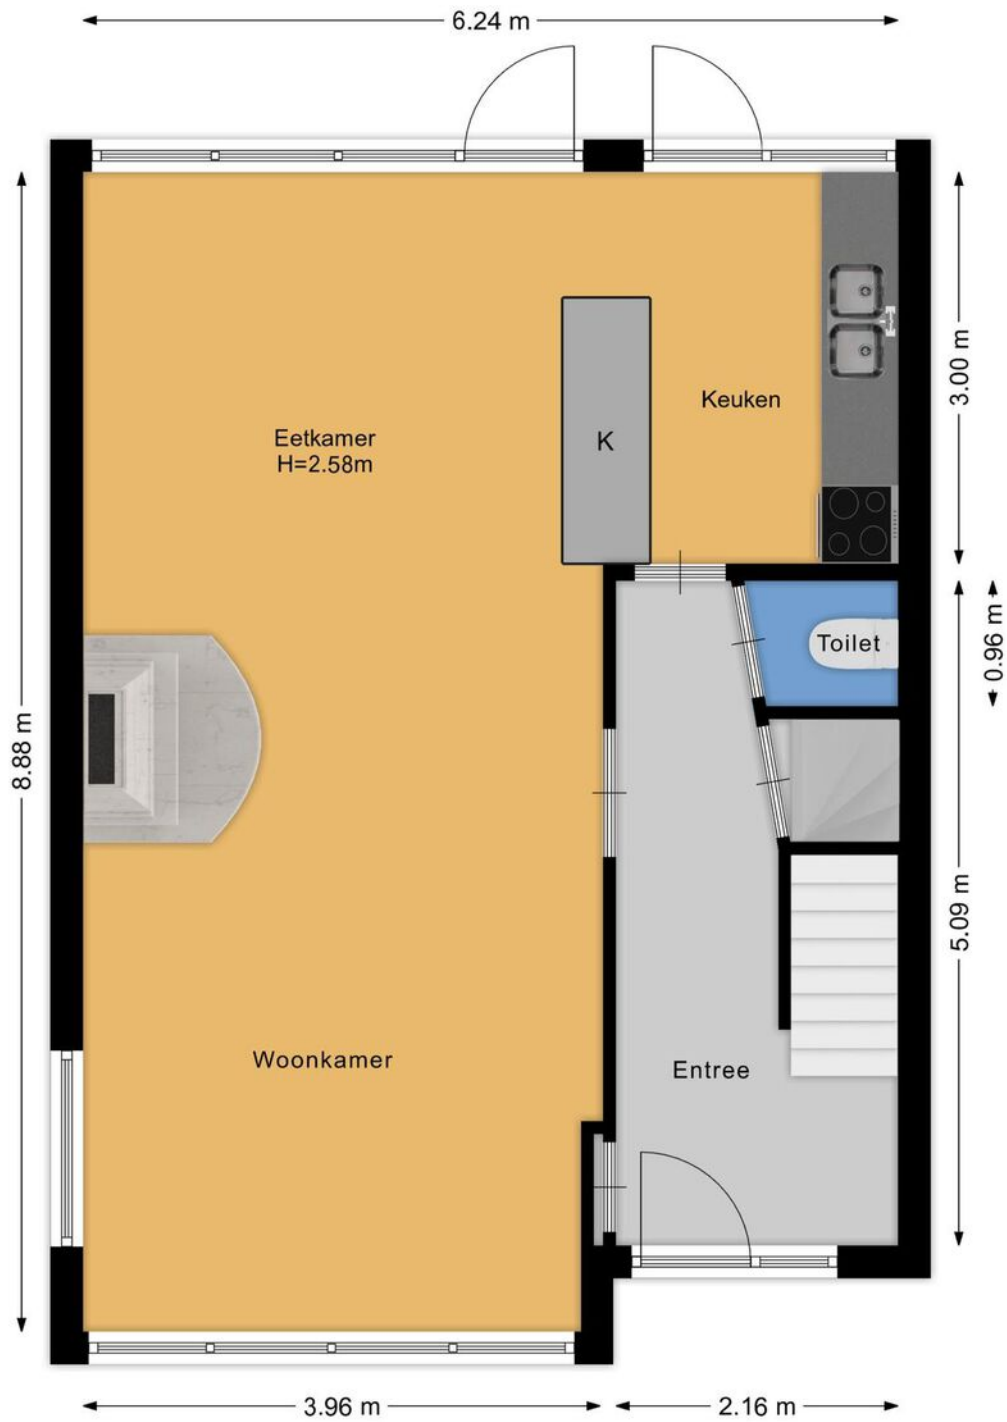 6.24 m
3.00 m
Keuken
Eetkamer
H=2.58m
K
Toilet
0.96 m
8.88 m
5.09 m
Woonkamer
Entree
3.96 m
2.16 m